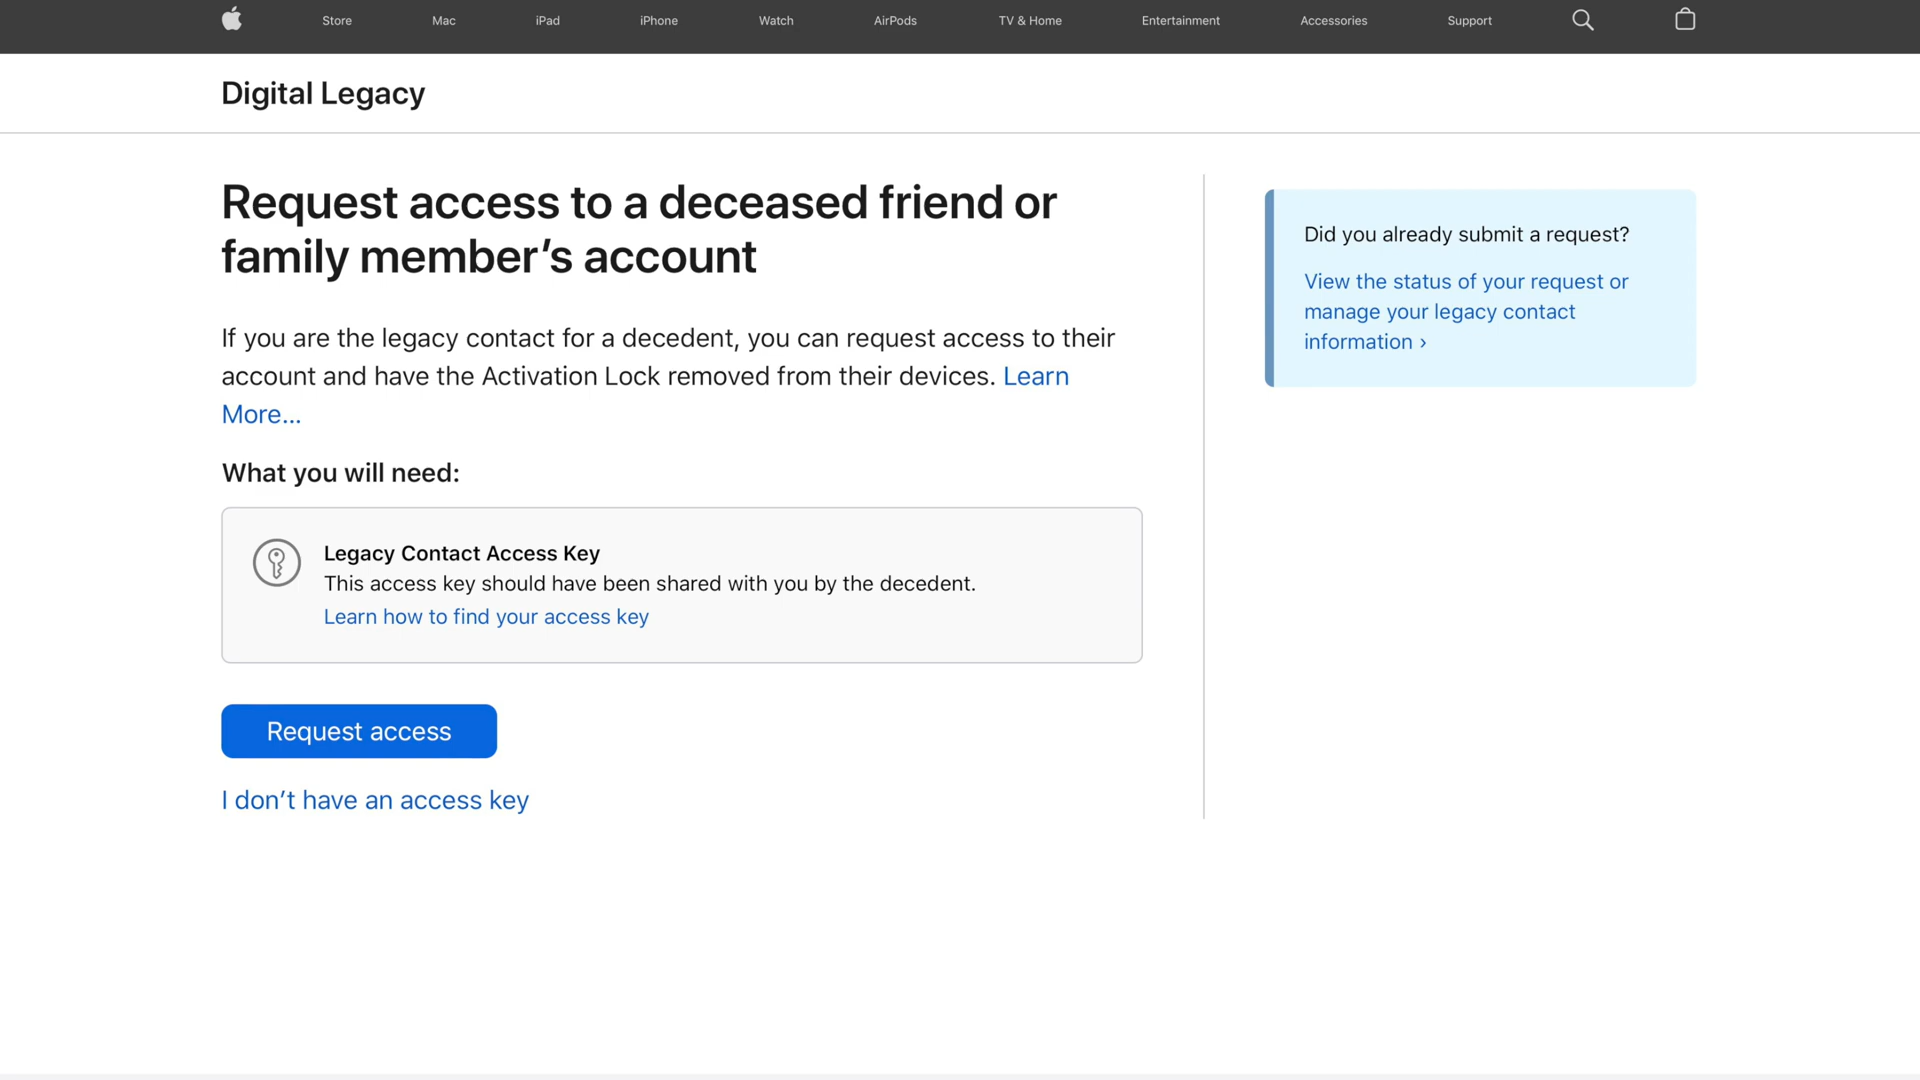 Store Mac iPad iPhone Watch AirPods TV & Home Entertainment Accessories Support
Digital Legacy
Request access to a deceased friend or
family member’s account
If you are the legacy contact for a decedent, you can request access to their
account and have the Activation Lock removed from their devices. Learn
More...
What you will need:
Legacy Contact Access Key
This access key should have been shared with you by the decedent.
Learn how to find your access key
Request access
I don’t have an access key
Did you already submit a request?
View the status of your request or
manage your legacy contact
information ›